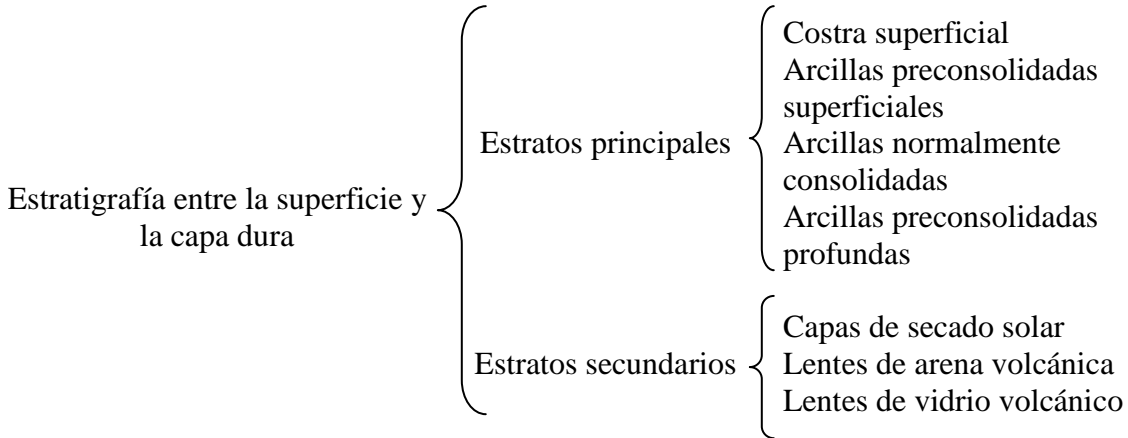 Estratigrafía entre la superficie y
la capa dura
Estratos principales
Costra superficial
Arcillas preconsolidadas
superficiales
Arcillas normalmente
consolidadas
Arcillas preconsolidadas
profundas
Estratos secundarios
Capas de secado solar
Lentes de arena volcánica
Lentes de vidrio volcánico